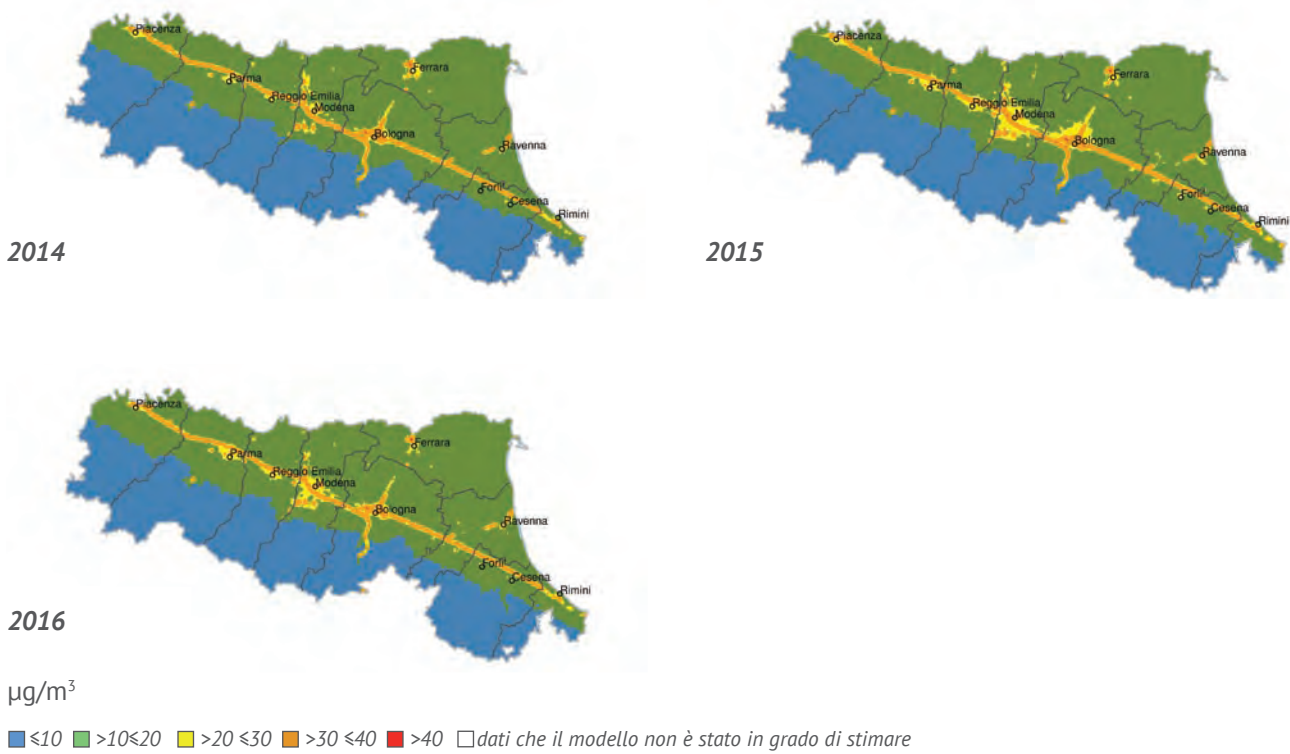 Piacenza
Parma
Reggio Emilia
Modena
Ferrara
Bologna
Ravenna
Forlì
Cesena
Rimini
2014
Piacenza
Parma
Reggio Emilia
Modena
Ferrara
Bologna
Ravenna
Forlì
Cesena
Rimini
2015
Piacenza
Parma
Reggio Emilia
Modena
Ferrara
Bologna
Ravenna
Forlì
Cesena
Rimini
2016
µg/m³
≤10 >10≤20 >20 ≤30 >30 ≤40 >40 dati che il modello non è stato in grado di stimare